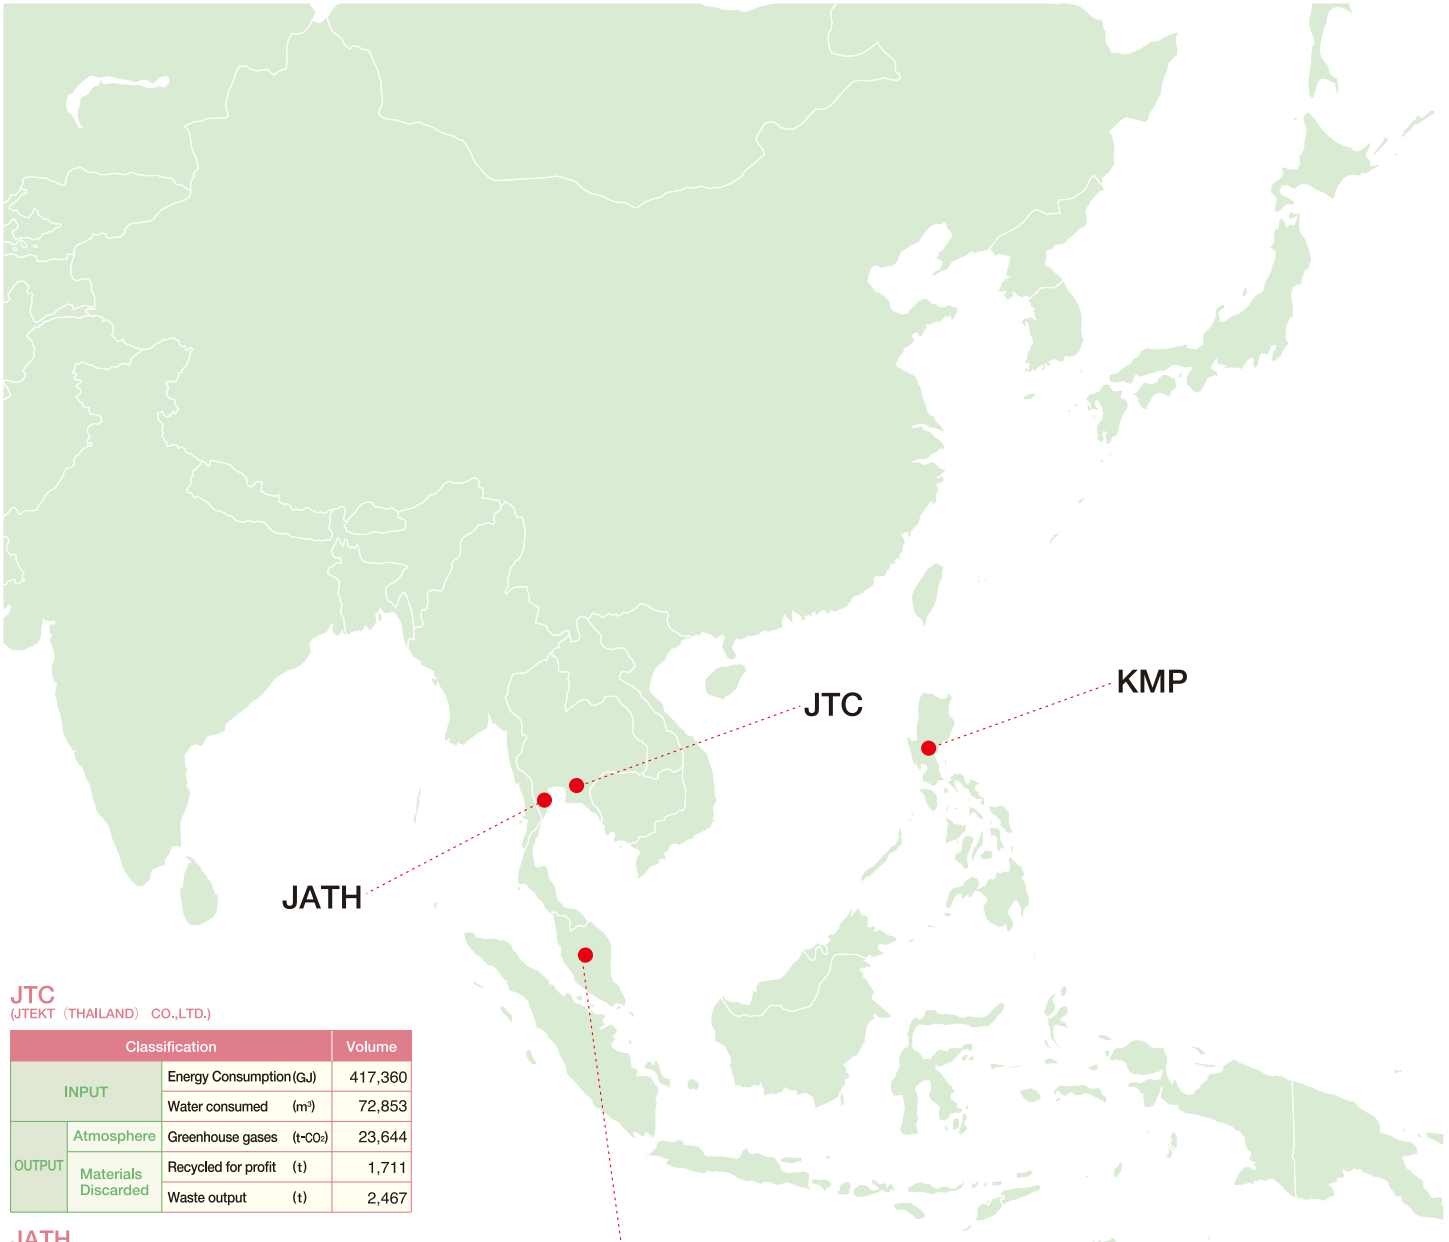 KMP
JTC
JATH
JTC
(JTEKT (THAILAND) CO.,LTD.)
Classification Volume
INPUT Energy Consumption (GJ) 417,360
Water consumed (m³) 72,853
OUTPUT Atmosphere Greenhouse gases (t-CO₂) 23,644
Materials Discarded Recycled for profit (t) 1,711
Waste output (t) 2,467
JATH